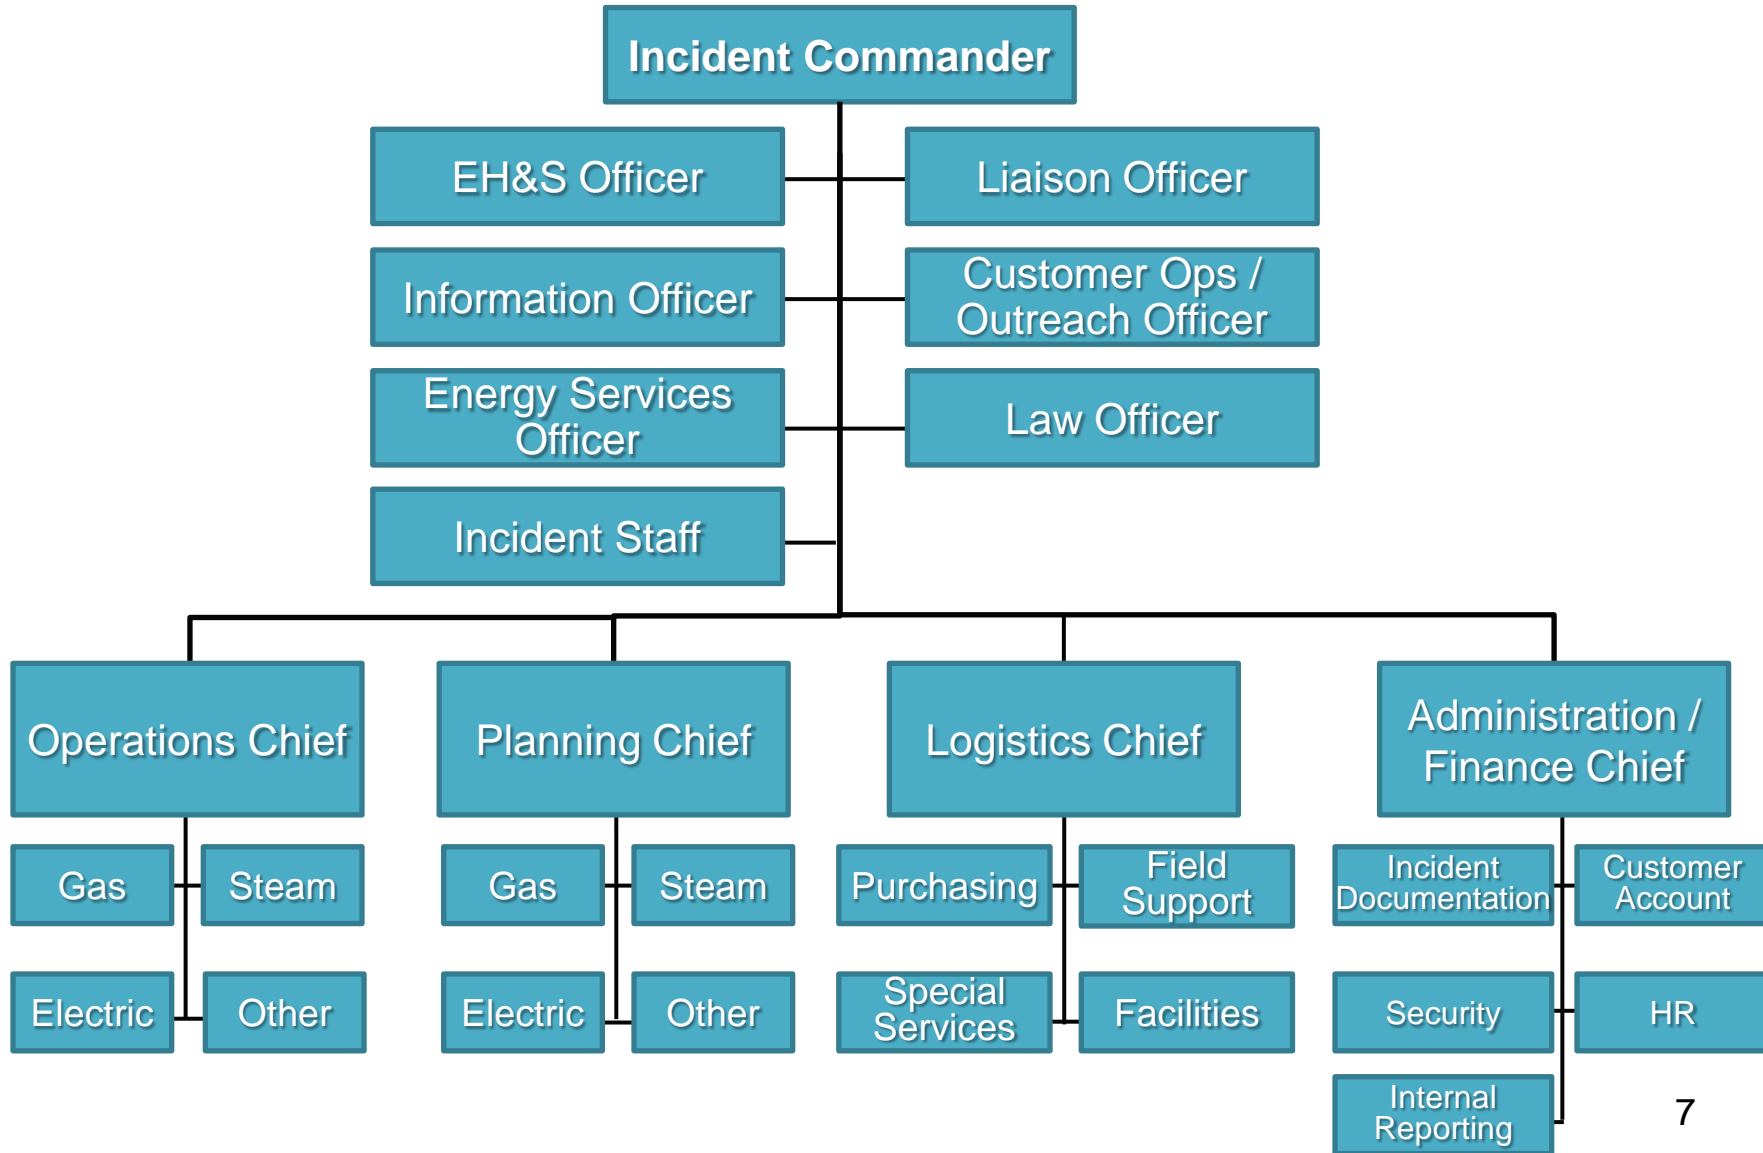 Incident Commander
EH&S Officer
Liaison Officer
Information Officer
Customer Ops /
Outreach Officer
Energy Services
Officer
Law Officer
Incident Staff
Operations Chief
Planning Chief
Logistics Chief
Administration /
Finance Chief
Gas
Steam
Electric
Other
Gas
Steam
Electric
Other
Purchasing
Field
Support
Special
Services
Facilities
Incident
Documentation
Customer
Account
Security
HR
Internal
Reporting
7